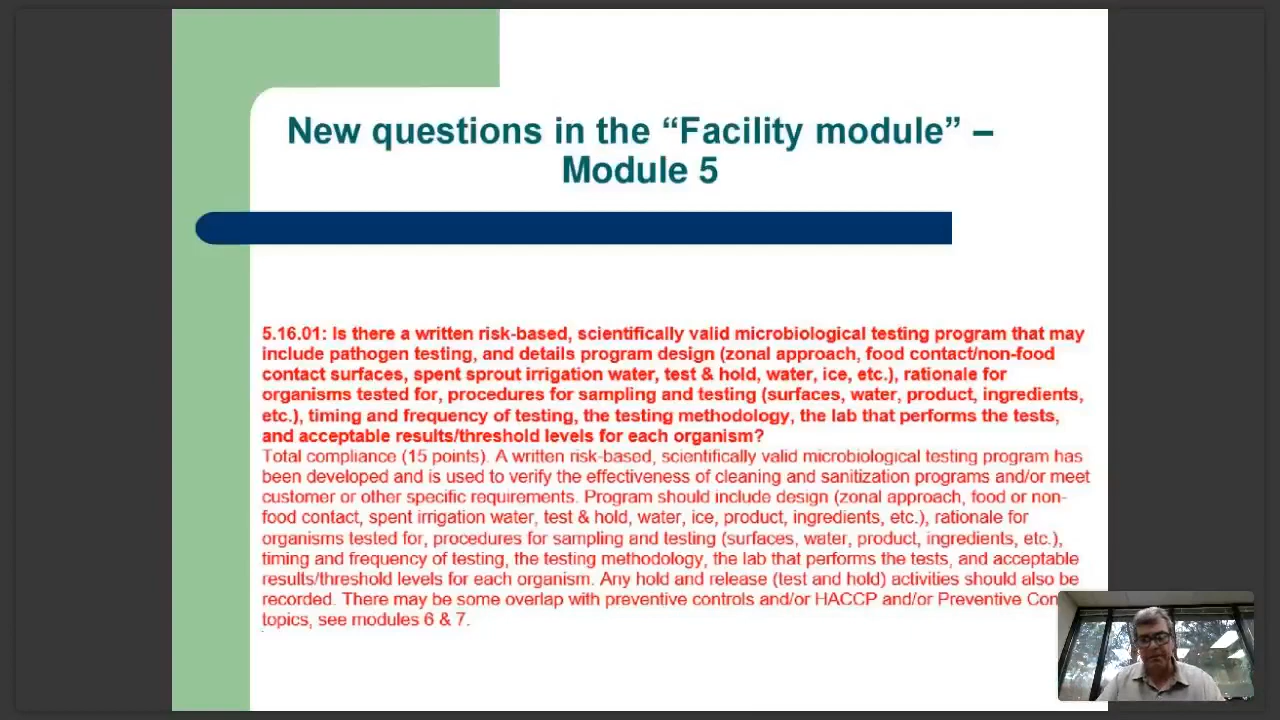 New questions in the “Facility module” –
Module 5
5.16.01: Is there a written risk-based, scientifically valid microbiological testing program that may
include pathogen testing, and details program design (zonal approach, food contact/non-food
contact surfaces, spent sprout irrigation water, test & hold, water, ice, etc.), rationale for
organisms tested for, procedures for sampling and testing (surfaces, water, product, ingredients,
etc.), timing and frequency of testing, the testing methodology, the lab that performs the tests,
and acceptable results/threshold levels for each organism?
Total compliance (15 points). A written risk-based, scientifically valid microbiological testing program has
been developed and is used to verify the effectiveness of cleaning and sanitization programs and/or meet
customer or other specific requirements. Program should include design (zonal approach, food or non-
food contact, spent irrigation water, test & hold, water, ice, product, ingredients, etc.), rationale for
organisms tested for, procedures for sampling and testing (surfaces, water, product, ingredients, etc.),
timing and frequency of testing, the testing methodology, the lab that performs the tests, and acceptable
results/threshold levels for each organism. Any hold and release (test and hold) activities should also be
recorded. There may be some overlap with preventive controls and/or HACCP and/or Preventive Con
topics, see modules 6 & 7.